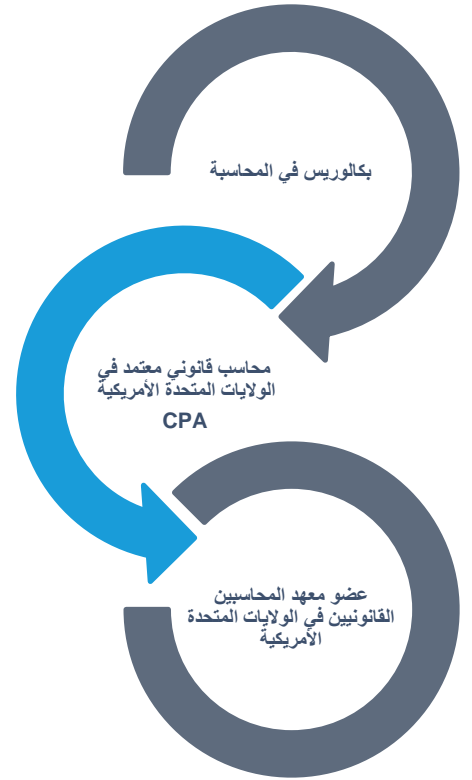 بكالوريس في المحاسبة
محاسب قانوني معتمد في
الولايات المتحدة الأمريكية
CPA
عضو معهد المحاسبين
القانونيين في الولايات المتحدة
الأمريكية